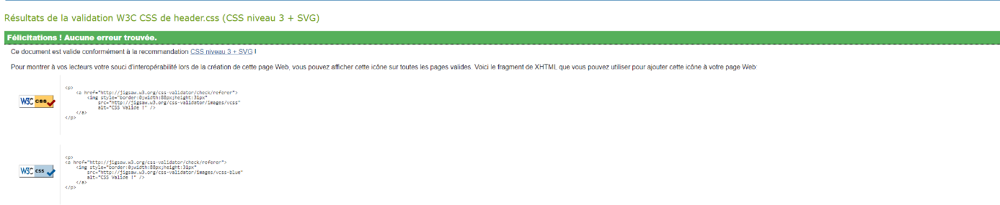 Résultats de la validation W3C CSS de header.css (CSS niveau 3 + SVG)
Félicitations ! Aucune erreur trouvée.
Ce document est valide conformément à la recommandation CSS niveau 3 + SVG !
Pour montrer à vos lecteurs votre souci d'interopérabilité lors de la création de cette page Web, vous pouvez afficher cette icône sur toutes les pages valides. Voici le fragment de XHTML que vous pouvez utiliser pour ajouter cette icône à votre page Web:
W3C css
<p>
<a href="http://jigsaw.w3.org/css-validator/check/referer">
<img style="border:0;width:88px;height:31px"
src="http://jigsaw.w3.org/css-validator/images/vcss"
alt="CSS Valide !" />
</a>
</p>
W3C css
<p>
<a href="http://jigsaw.w3.org/css-validator/check/referer">
<img style="border:0;width:88px;height:31px"
src="http://jigsaw.w3.org/css-validator/images/vcss-blue"
alt="CSS Valide !" />
</a>
</p>